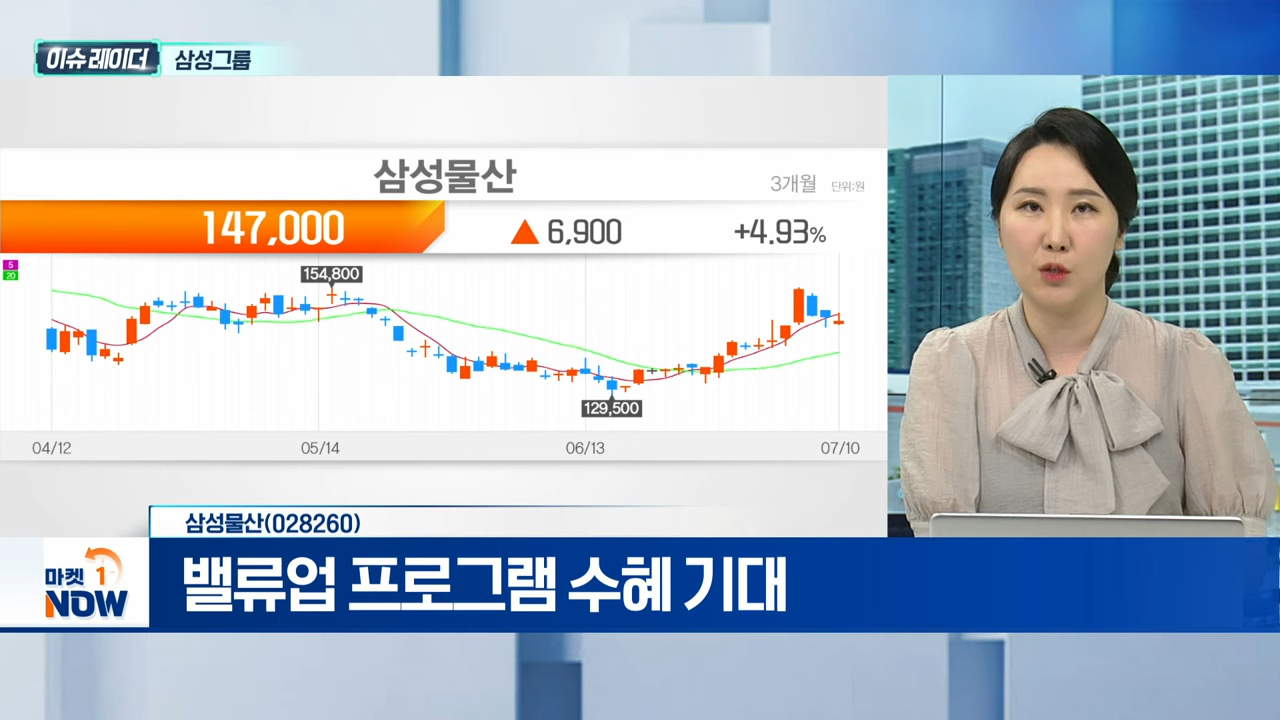 이슈레이더 삼성그룹
삼성물산
3개월 단위:원
147,000 ▲ 6,900 +4.93%
5
20
154,800
129,500
04/12 05/14 06/13 07/10
삼성물산(028260)
마켓 1
NOW
밸류업 프로그램 수혜 기대